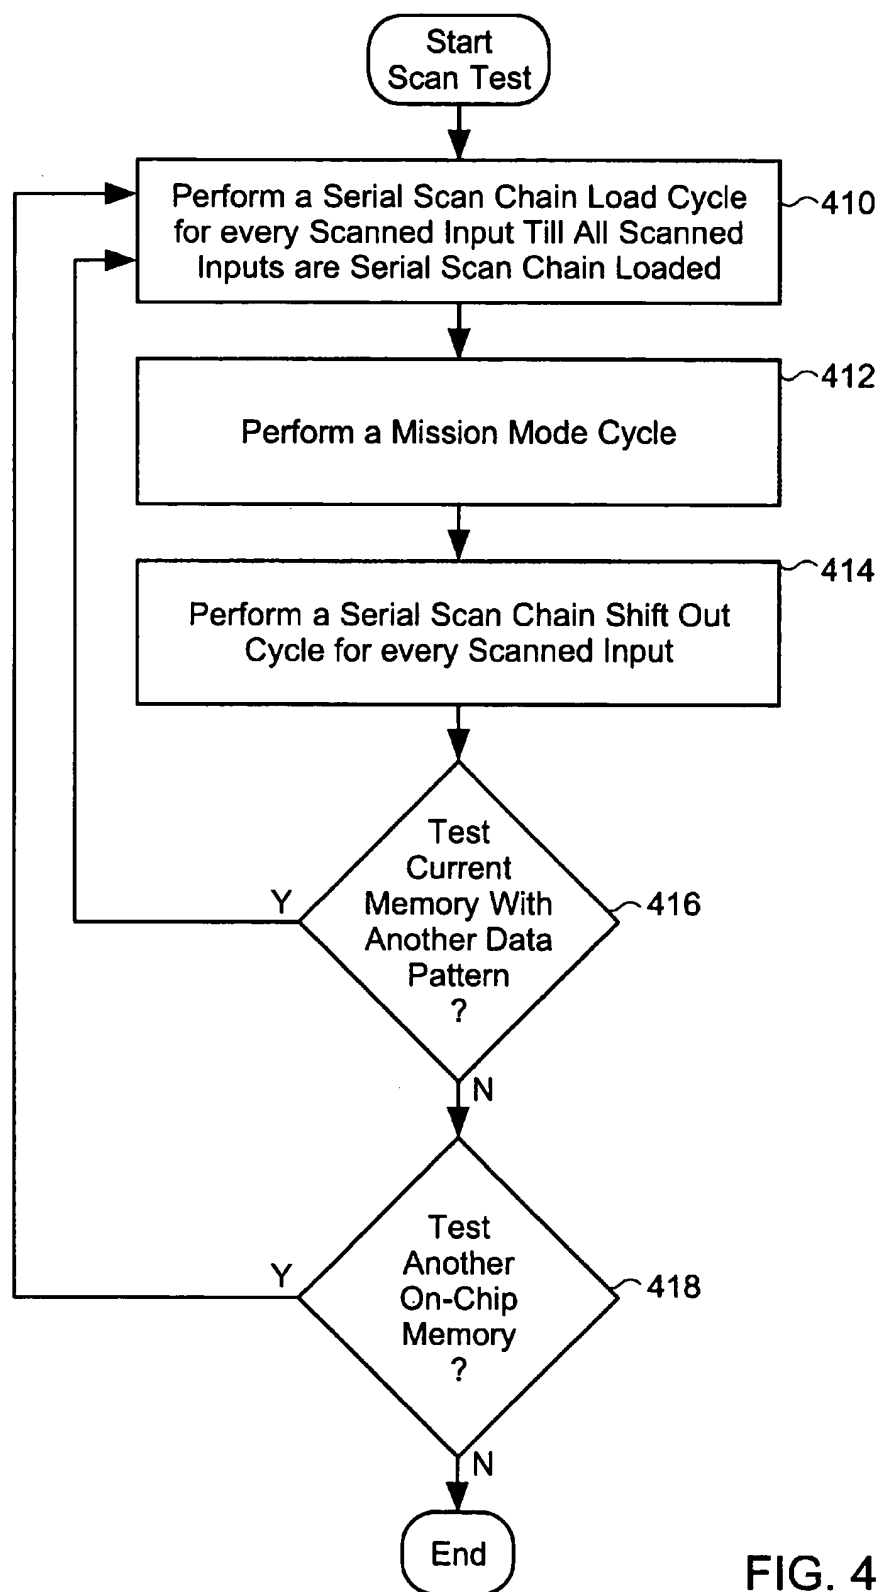 Start
Scan Test
Perform a Serial Scan Chain Load Cycle
for every Scanned Input Till All Scanned
Inputs are Serial Scan Chain Loaded
410
Perform a Mission Mode Cycle
412
Perform a Serial Scan Chain Shift Out
Cycle for every Scanned Input
414
Test
Current
Memory With
Another Data
Pattern
?
Y
416
N
Test
Another
On-Chip
Memory
?
Y
418
N
End
FIG. 4